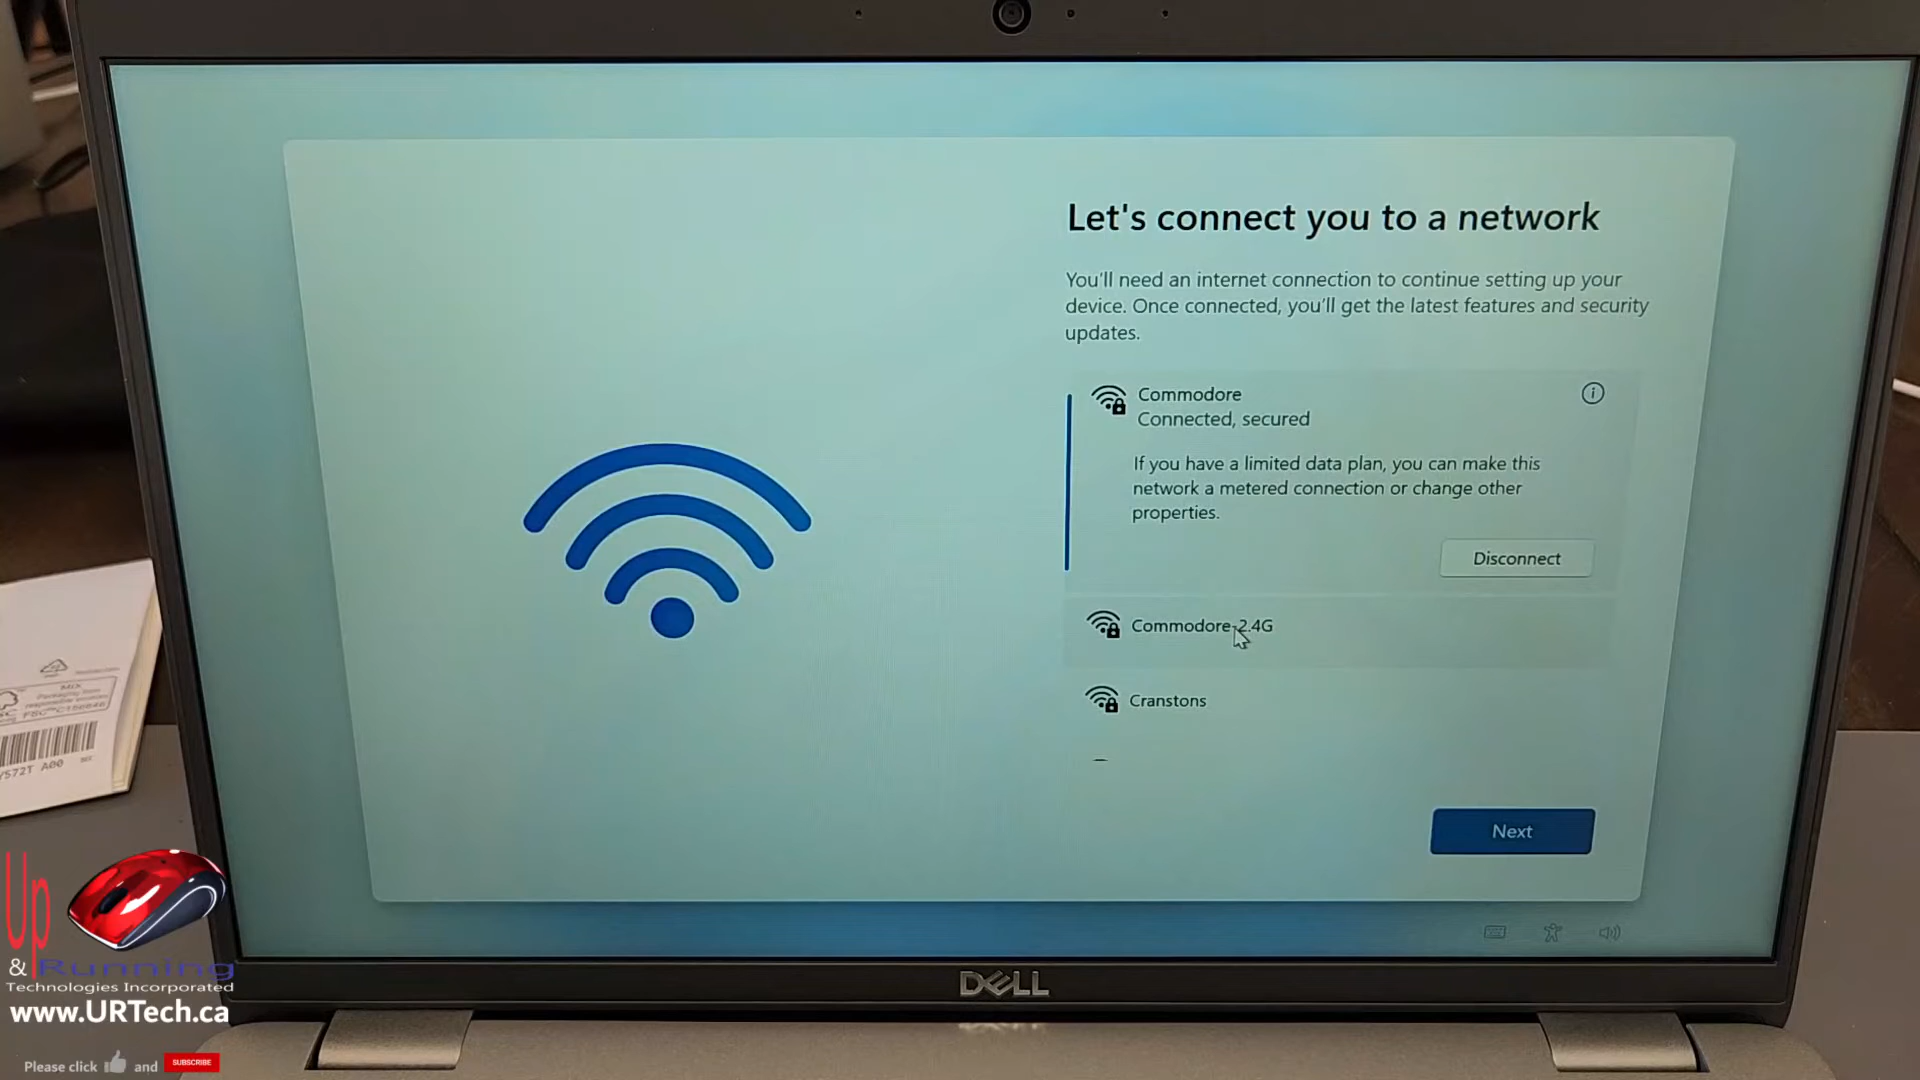 Let's connect you to a network
You'll need an internet connection to continue setting up your
device. Once connected, you'll get the latest features and security
updates.
Commodore
Connected, secured
If you have a limited data plan, you can make this
network a metered connection or change other
properties.
Disconnect
Commodore-2.4G
Cranstons
Next
DELL
MIX
A00
Up
& Running
Technologies Incorporated
www.URTech.ca
Please click and SUBSCRIBE